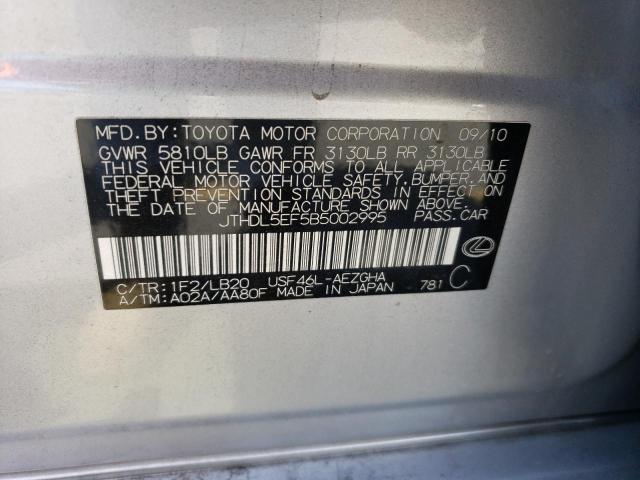 MFD. BY: TOYOTA MOTOR CORPORATION 09/10
GVWR 5810LB GAWR FR 3130LB RR 3130LB
THIS VEHICLE CONFORMS TO ALL APPLICABLE
FEDERAL MOTOR VEHICLE SAFETY, BUMPER, AND
THEFT PREVENTION STANDARDS IN EFFECT ON
THE DATE OF MANUFACTURE SHOWN ABOVE.
JTHDL5EF5B5002995 PASS. CAR
C/TR: 1F2/LB20 USF46L-AEZGHA
A/TM: A02A/AA80F MADE IN JAPAN 781 C